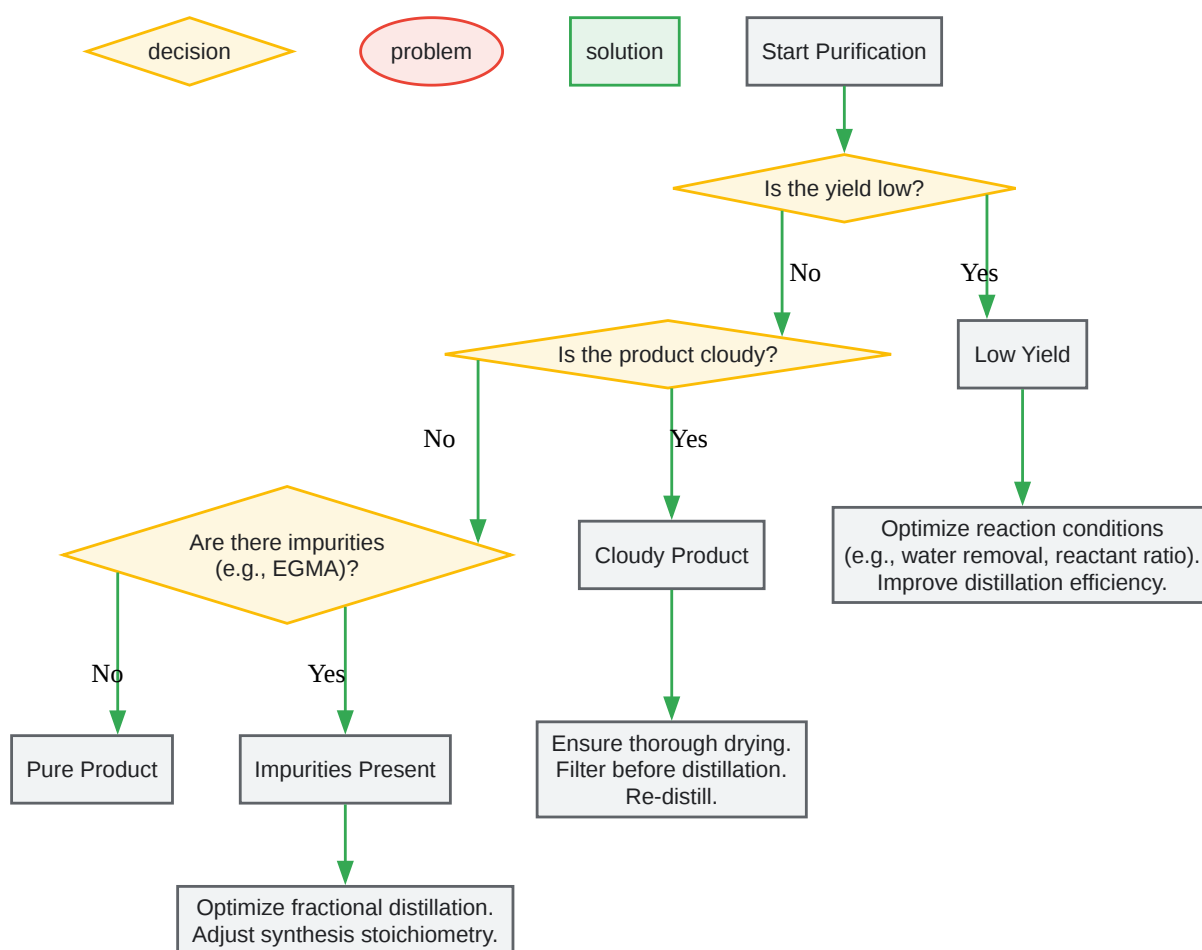 decision
problem
solution
Start Purification
Is the yield low?
No
Yes
Is the product cloudy?
Low Yield
No
Yes
Are there impurities
(e.g., EGMA)?
Cloudy Product
Optimize reaction conditions
(e.g., water removal, reactant ratio).
Improve distillation efficiency.
No
Yes
Pure Product
Impurities Present
Ensure thorough drying.
Filter before distillation.
Re-distill.
Optimize fractional distillation.
Adjust synthesis stoichiometry.